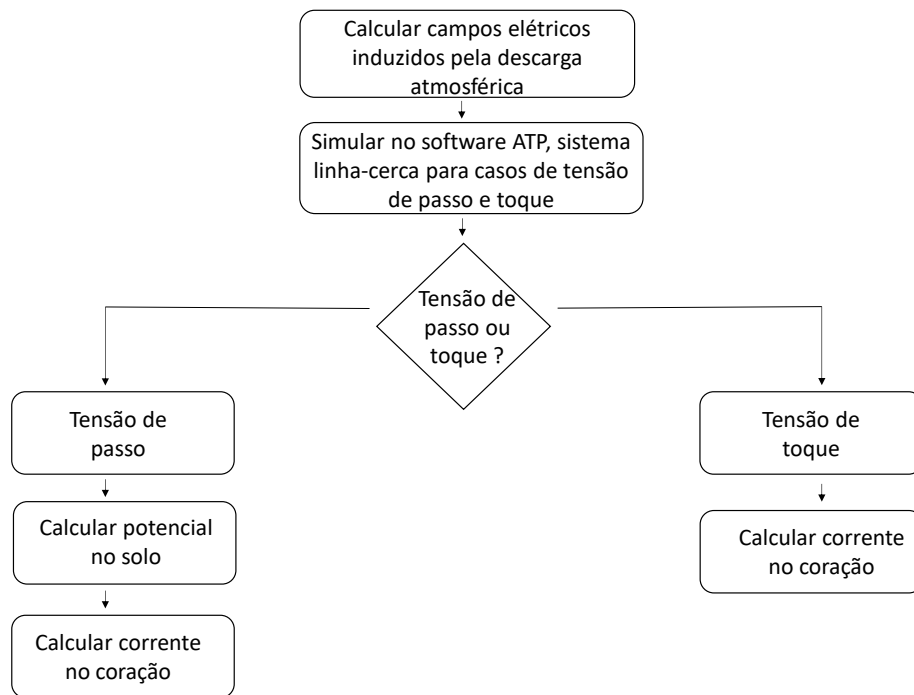 Calcular campos elétricos
induzidos pela descarga
atmosférica
Simular no software ATP, sistema
linha-cerca para casos de tensão
de passo e toque
Tensão de
passo ou
toque ?
Tensão de
passo
Calcular potencial
no solo
Calcular corrente
no coração
Tensão de
toque
Calcular corrente
no coração